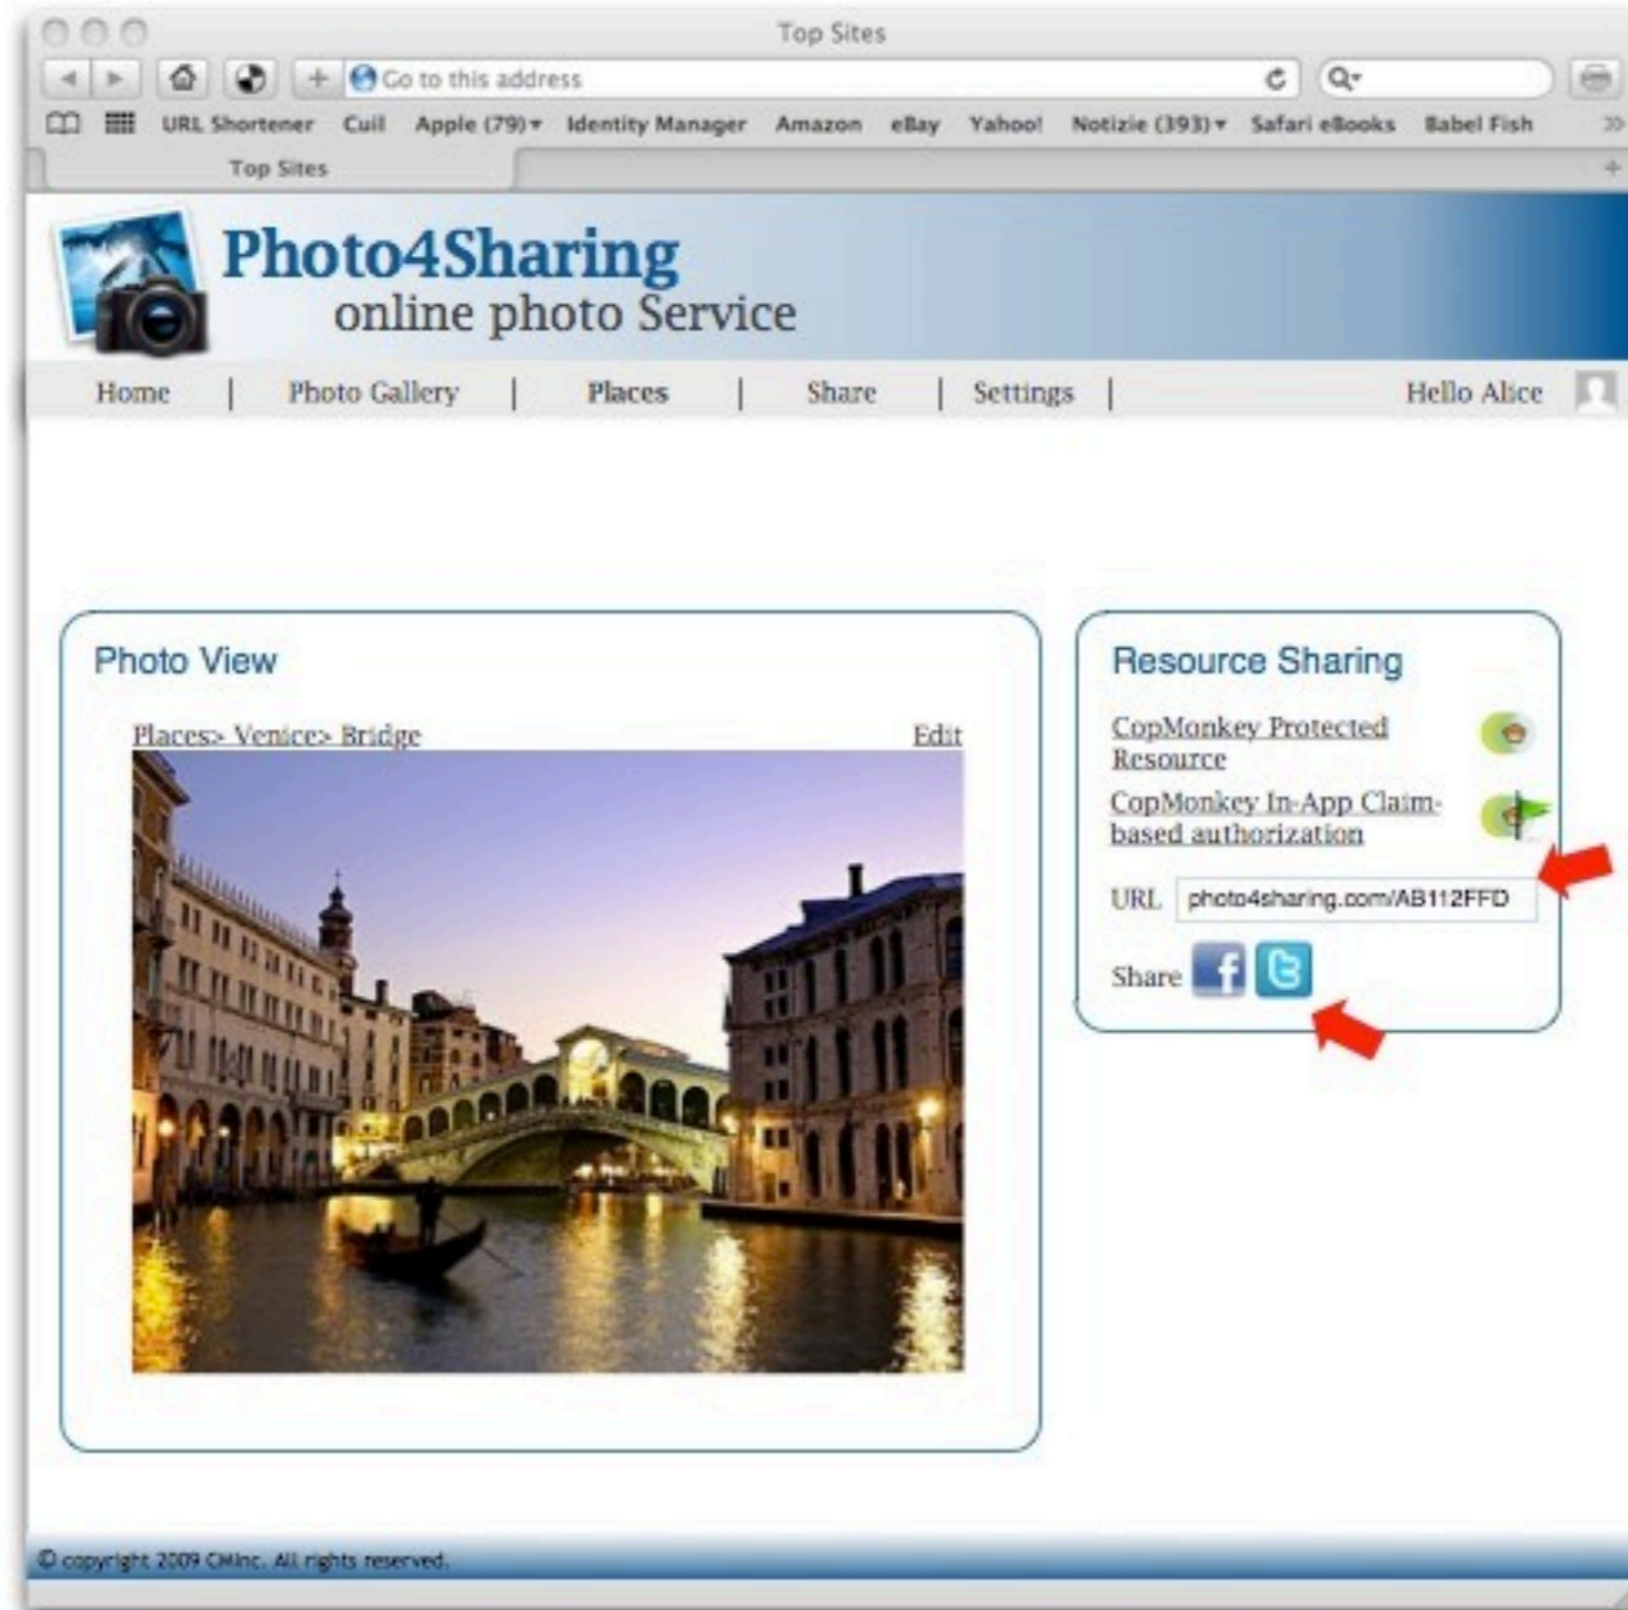 Top Sites
Go to this address
URL Shortener Cuil Apple (79) Identity Manager Amazon eBay Yahoo! Notizie (393) Safari eBooks Babel Fish
Top Sites
Photo4Sharing
online photo Service
Home | Photo Gallery | Places | Share | Settings | Hello Alice
Photo View
Places> Venice> Bridge Edit
Resource Sharing
CopMonkey Protected
Resource
CopMonkey In-App Claim-
based authorization
URL photo4sharing.com/AB112FFD
Share
© copyright 2009 CMInc. All rights reserved.